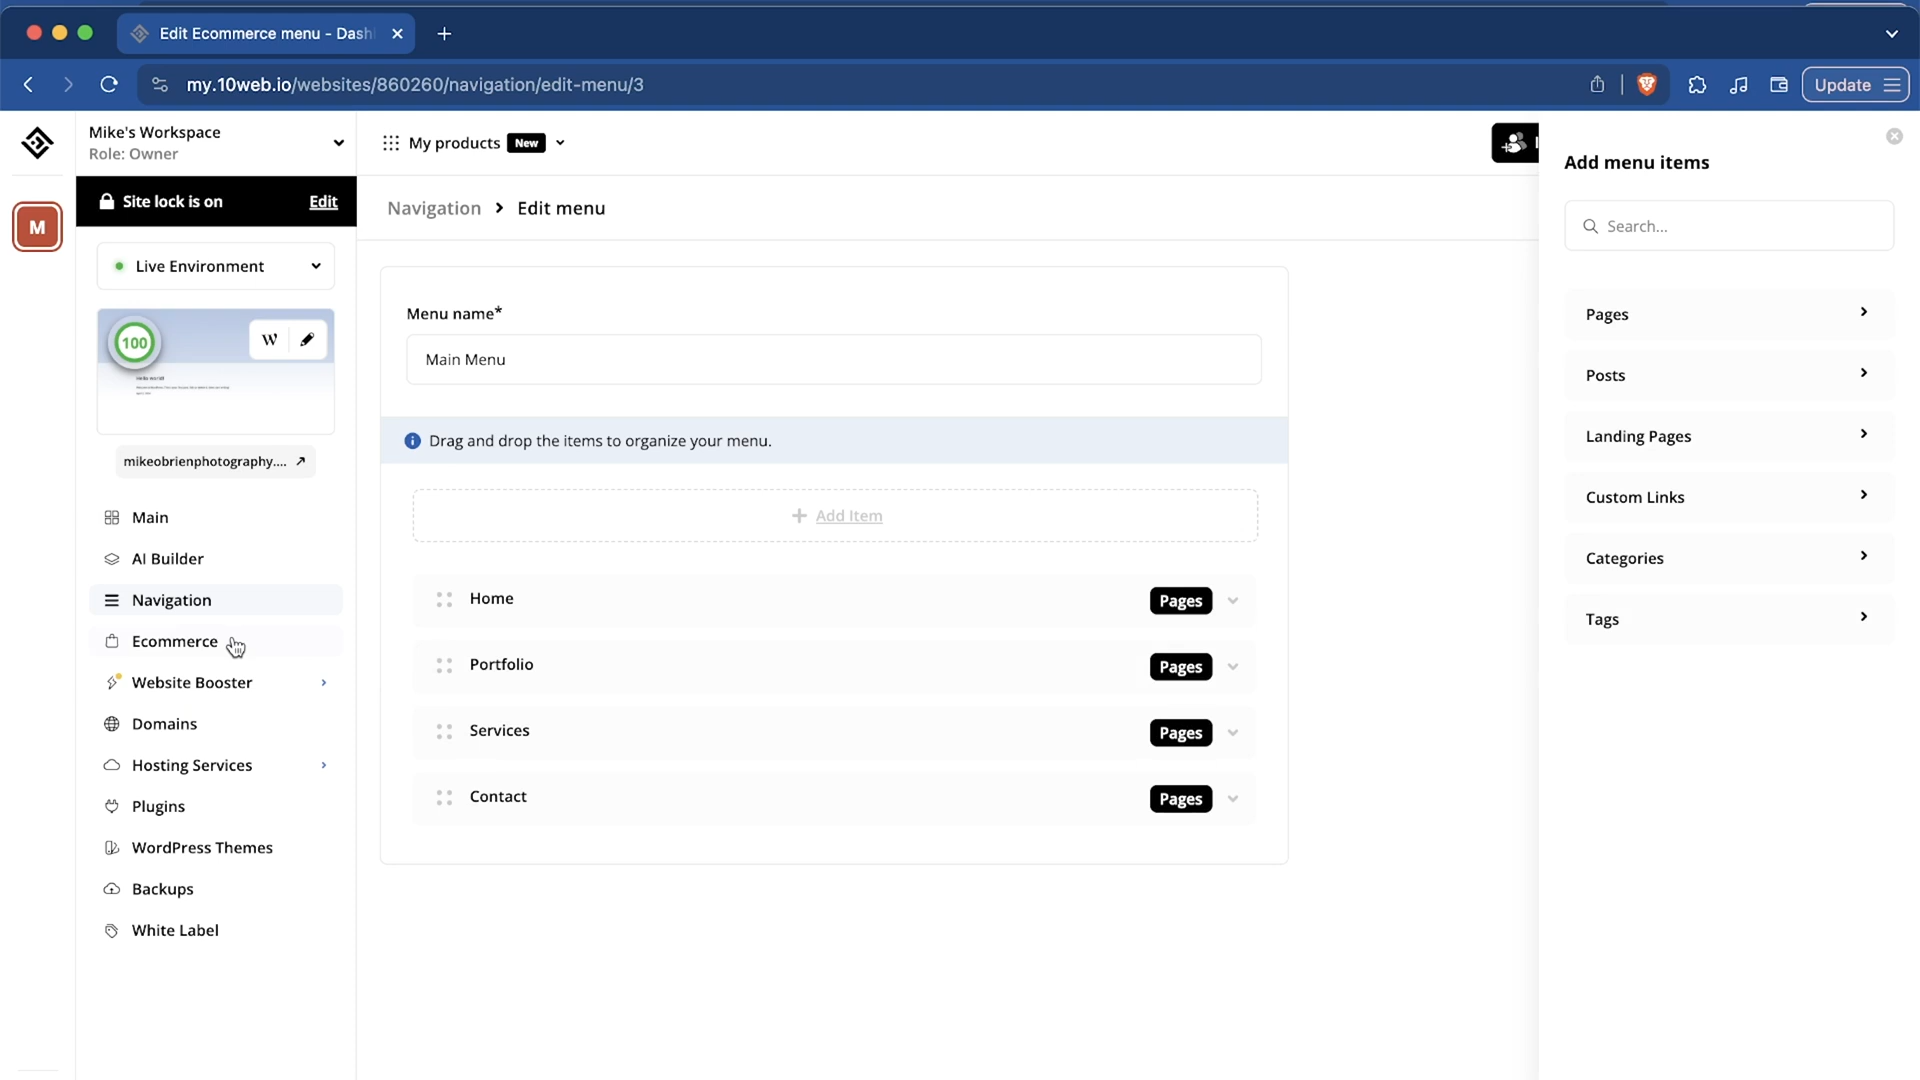 Edit Ecommerce menu - Dash
my.10web.io/websites/860260/navigation/edit-menu/3
Update
Mike's Workspace
Role: Owner
My products New
Add menu items
Site lock is on Edit
M
Navigation > Edit menu
Search...
Live Environment
100
W
mikeobrienphotography....
Menu name*
Main Menu
Drag and drop the items to organize your menu.
+ Add Item
Home Pages
Portfolio Pages
Services Pages
Contact Pages
Main
AI Builder
Navigation
Ecommerce
Website Booster
Domains
Hosting Services
Plugins
WordPress Themes
Backups
White Label
Pages
Posts
Landing Pages
Custom Links
Categories
Tags